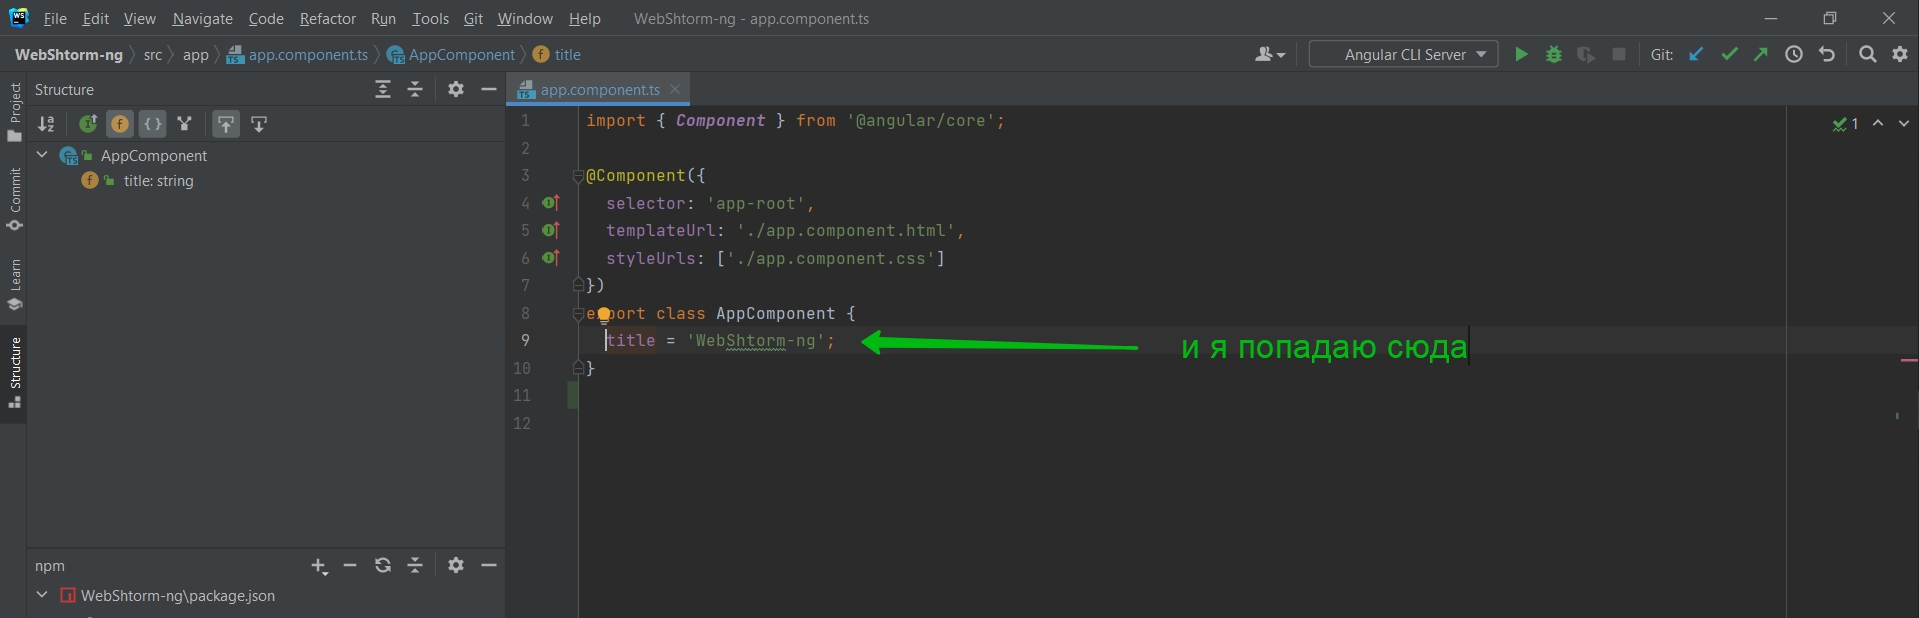 File Edit View Navigate Code Refactor Run Tools Git Window Help WebShtorm-ng - app.component.ts
WebShtorm-ng src app app.component.ts AppComponent title Angular CLI Server Git:
Structure
app.component.ts
AppComponent
title: string
Project
Commit
Learn
Structure
1 import { Component } from '@angular/core';
2
3 @Component({
4 selector: 'app-root',
5 templateUrl: './app.component.html',
6 styleUrls: ['./app.component.css']
7 })
8 export class AppComponent {
9 title = 'WebShtorm-ng';
10 }
11
12
1
и я попадаю сюда
npm
WebShtorm-ng\package.json